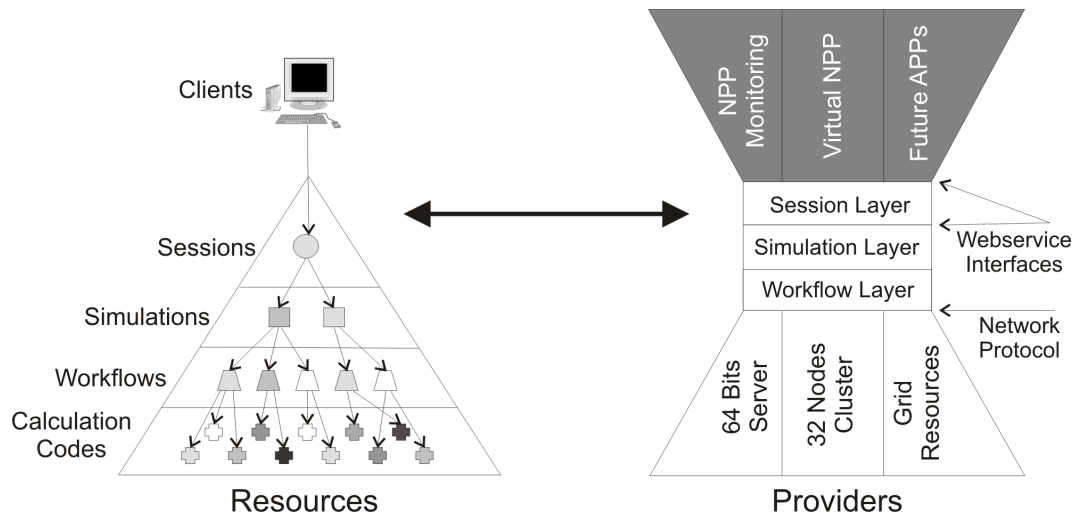 Clients
Sessions
Simulations
Workflows
Calculation
Codes
Resources
NPP
Monitoring
Virtual NPP
Future APPs
Session Layer
Simulation Layer
Workflow Layer
Webservice
Interfaces
Network
Protocol
64 Bits
Server
32 Nodes
Cluster
Grid
Resources
Providers